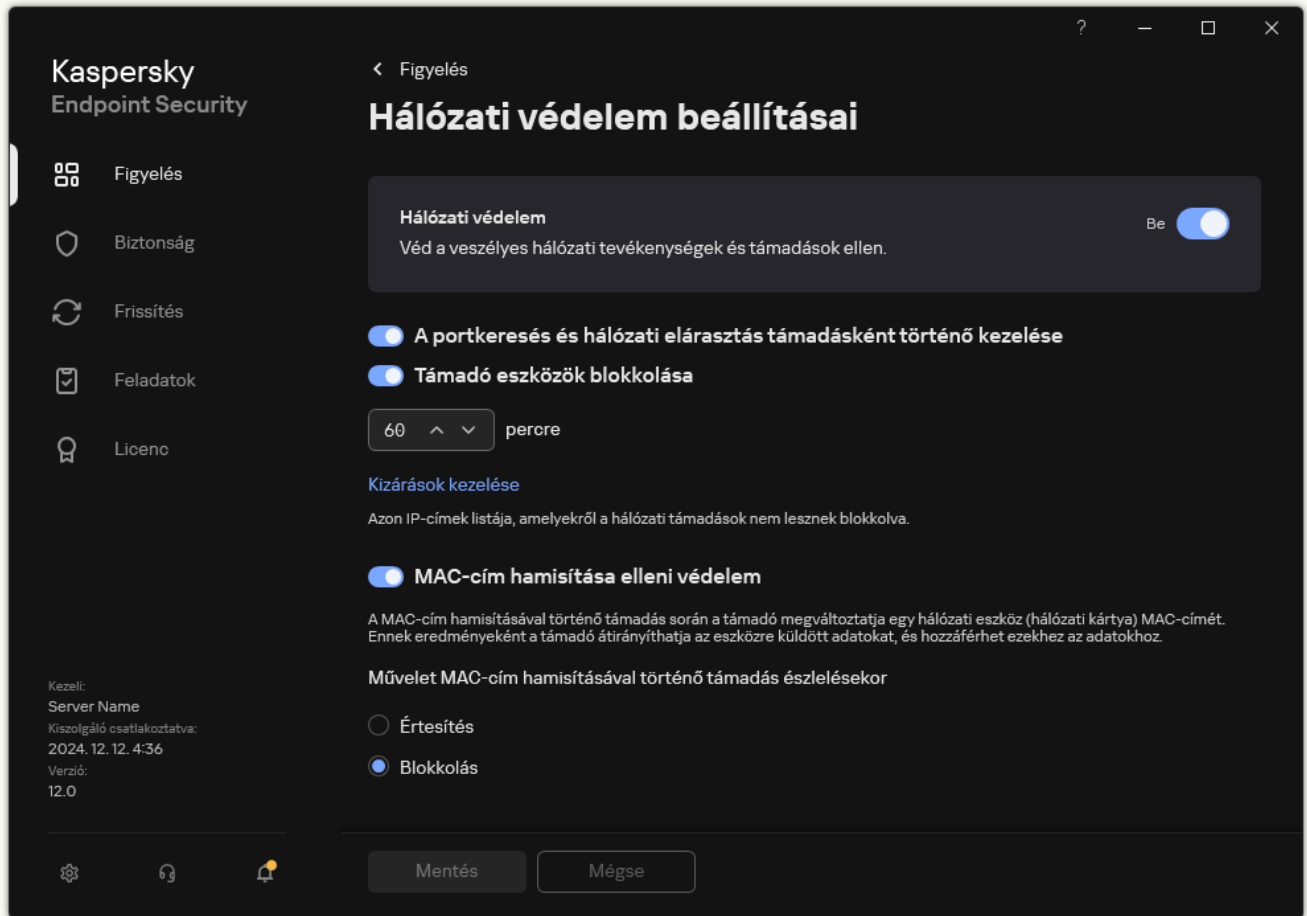 ?
Kaspersky
Endpoint Security
Figyelés
Biztonság
Frissítés
Feladatok
Licenc
Kezeli:
Server Name
Kiszolgáló csatlakoztatva:
2024. 12. 12. 4:36
Verzió:
12.0
Figyelés
Hálózati védelem beállításai
Hálózati védelem
Véd a veszélyes hálózati tevékenységek és támadások ellen.
Be
A portkeresés és hálózati elárasztás támadásként történő kezelése
Támadó eszközök blokkolása
60 percre
Kizárások kezelése
Azon IP-címek listája, amelyekről a hálózati támadások nem lesznek blokkolva.
MAC-cím hamisítása elleni védelem
A MAC-cím hamisításával történő támadás során a támadó megváltoztatja egy hálózati eszköz (hálózati kártya) MAC-címét.
Ennek eredményeként a támadó átirányíthatja az eszközre küldött adatokat, és hozzáférhet ezekhez az adatokhoz.
Művelet MAC-cím hamisításával történő támadás észlelésekor
Értesítés
Blokkolás
Mentés
Mégse